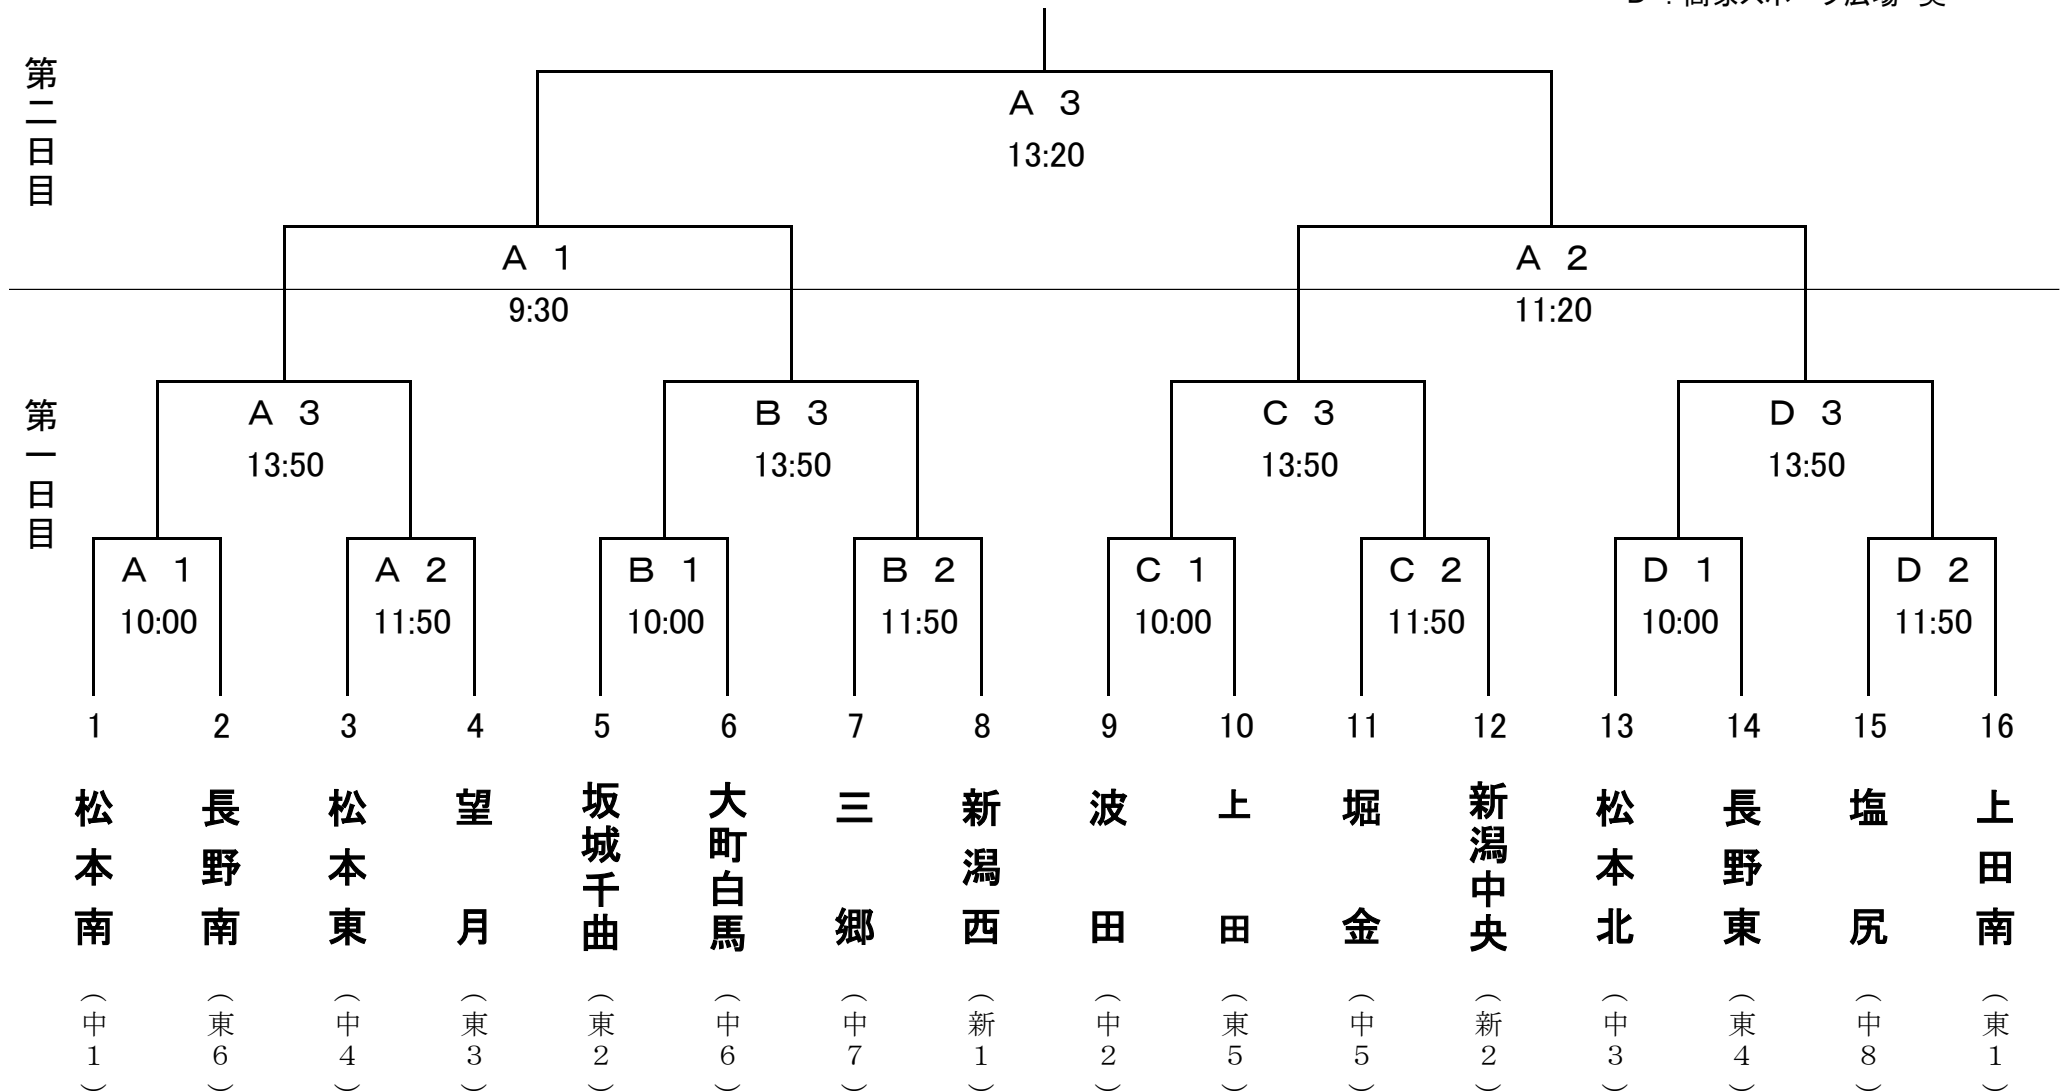 第二日目
A 3
13:20
A 1
9:30
A 2
11:20
第一日目
A 3
13:50
B 3
13:50
C 3
13:50
D 3
13:50
A 1
10:00
A 2
11:50
B 1
10:00
B 2
11:50
C 1
10:00
C 2
11:50
D 1
10:00
D 2
11:50
1 2 3 4 5 6 7 8 9 10 11 12 13 14 15 16
松本南
長野南
松本東
望月
坂城千曲
大町白馬
三郷
新潟西
波田
上田
堀金
新潟中央
松本北
長野東
塩尻
上田南
(中1)
(東6)
(中4)
(東3)
(東2)
(中6)
(中7)
(新1)
(中2)
(東5)
(中5)
(新2)
(中3)
(東4)
(中8)
(東1)